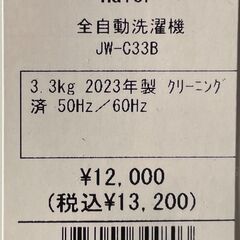 全自動洗濯機
JW-C33B
3.3kg 2023年製 クリーニング
済 50Hz／60Hz
¥12,000
(税込¥13,200)